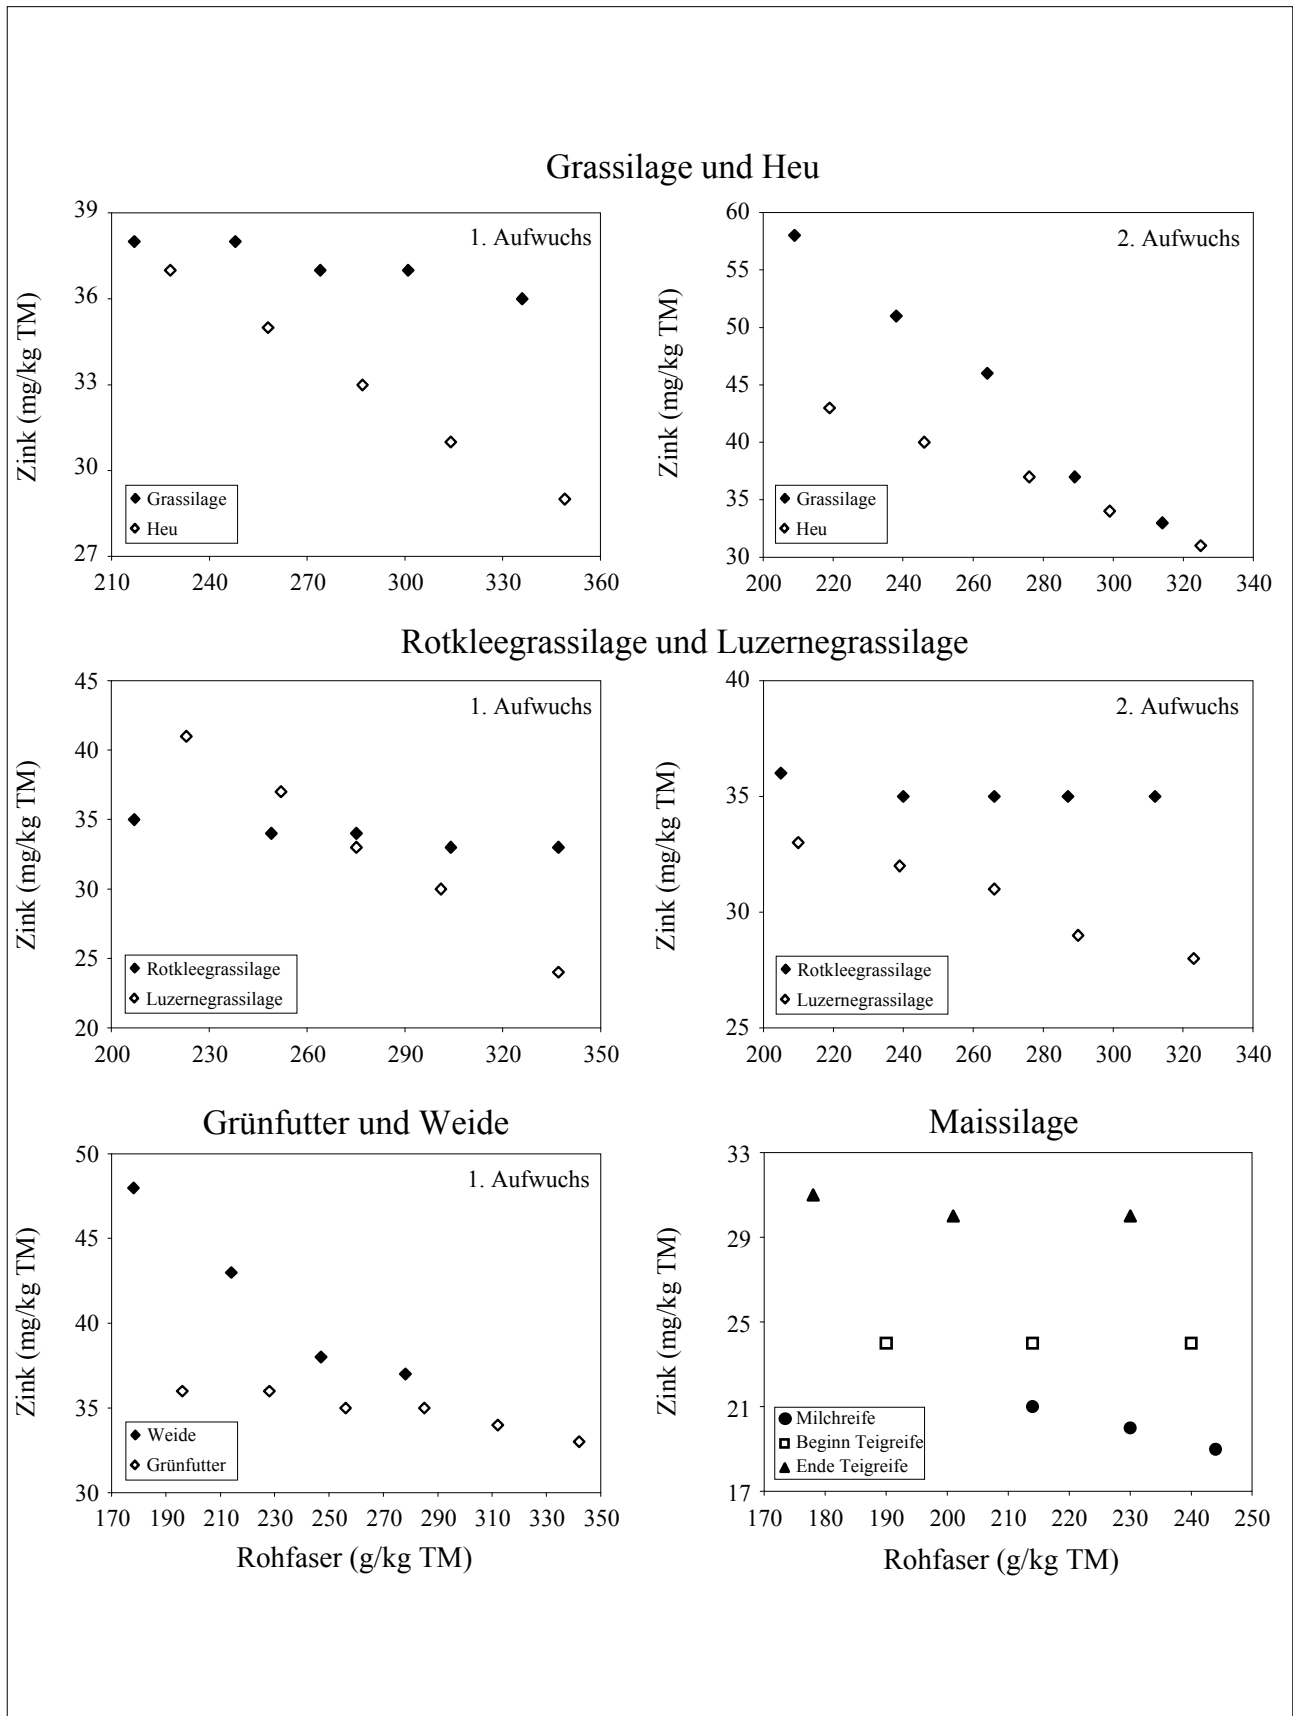 Grassilage und Heu
39
36
33
30
27
Zink (mg/kg TM)
1. Aufwuchs
Grassilage
Heu
210 240 270 300 330 360
60
55
50
45
40
35
30
Zink (mg/kg TM)
2. Aufwuchs
Grassilage
Heu
200 220 240 260 280 300 320 340
Rotkleegrassilage und Luzernegrassilage
45
40
35
30
25
20
Zink (mg/kg TM)
1. Aufwuchs
Rotkleegrassilage
Luzernegrassilage
200 230 260 290 320 350
40
35
30
25
Zink (mg/kg TM)
2. Aufwuchs
Rotkleegrassilage
Luzernegrassilage
200 220 240 260 280 300 320 340
Grünfutter und Weide
50
45
40
35
30
Zink (mg/kg TM)
1. Aufwuchs
Weide
Grünfutter
170 190 210 230 250 270 290 310 330 350
Rohfaser (g/kg TM)
Maissilage
33
29
25
21
17
Zink (mg/kg TM)
Milchreife
Beginn Teigreife
Ende Teigreife
170 180 190 200 210 220 230 240 250
Rohfaser (g/kg TM)